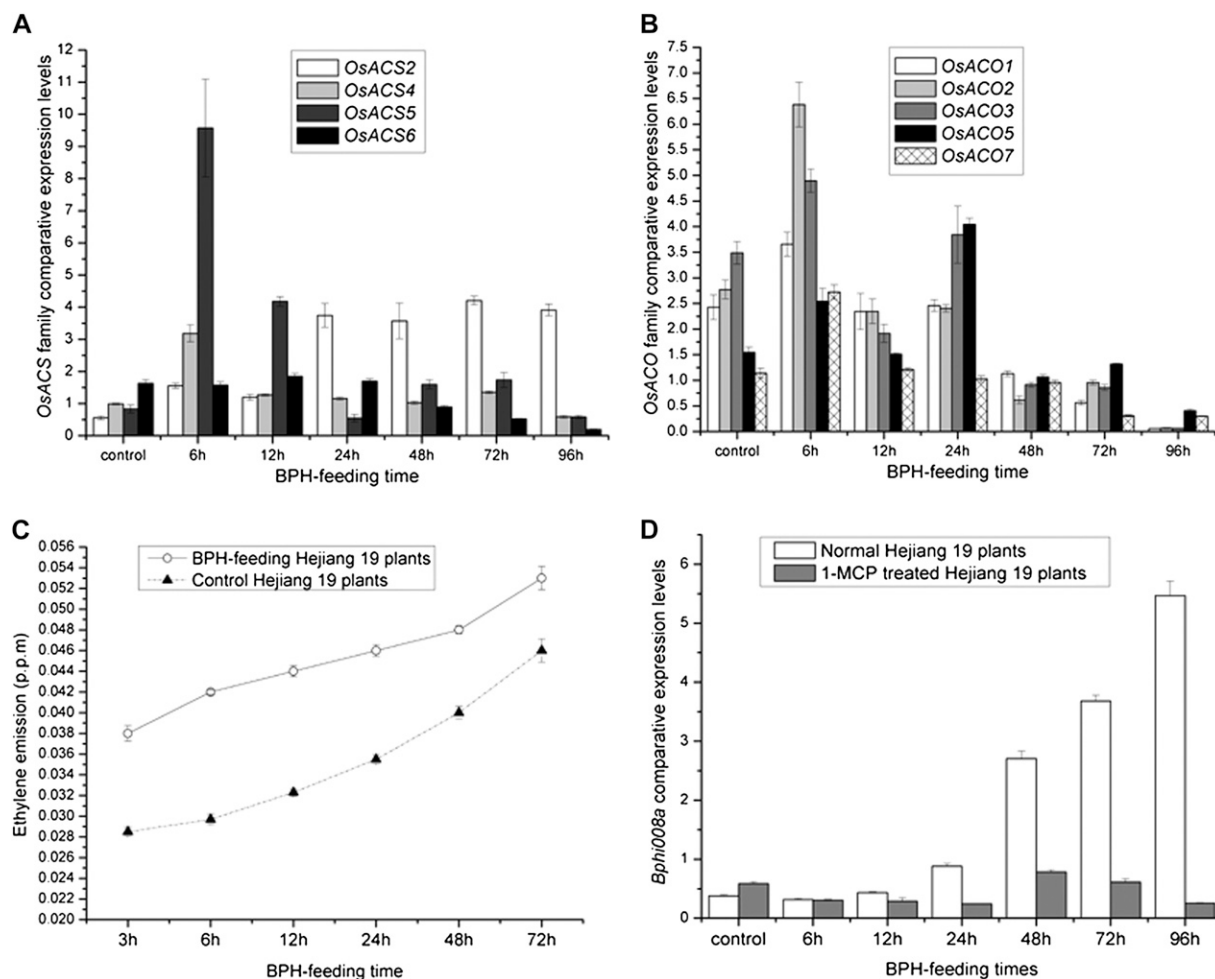 A
OsACS family comparative expression levels
12
11
10
9
8
7
6
5
4
3
2
1
0
OsACS2
OsACS4
OsACS5
OsACS6
control 6h 12h 24h 48h 72h 96h
BPH-feeding time
B
OsACO family comparative expression levels
7.5
7.0
6.5
6.0
5.5
5.0
4.5
4.0
3.5
3.0
2.5
2.0
1.5
1.0
0.5
0.0
OsACO1
OsACO2
OsACO3
OsACO5
OsACO7
control 6h 12h 24h 48h 72h 96h
BPH-feeding time
C
Ethylene emission (p.p.m)
0.056
0.054
0.052
0.050
0.048
0.046
0.044
0.042
0.040
0.038
0.036
0.034
0.032
0.030
0.028
0.026
0.024
0.022
0.020
BPH-feeding Hejiang 19 plants
Control Hejiang 19 plants
3h 6h 12h 24h 48h 72h
BPH-feeding time
D
Bphi008a comparative expression levels
6
5
4
3
2
1
0
Normal Hejiang 19 plants
1-MCP treated Hejiang 19 plants
control 6h 12h 24h 48h 72h 96h
BPH-feeding times